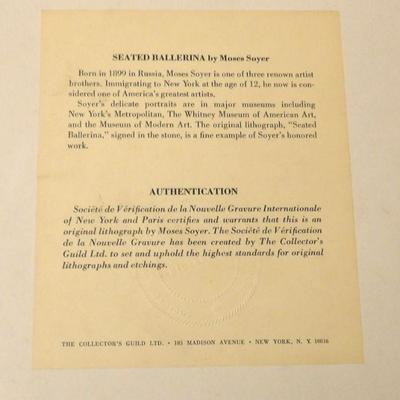 SEATED BALLERINA by Moses Soyer
Born in 1899 in Russia, Moses Soyer is one of three renown artist
brothers. Immigrating to New York at the age of 12, he now is con-
sidered one of America's greatest artists.
Soyer's delicate portraits are in major museums including
New York's Metropolitan, The Whitney Museum of American Art,
and the Museum of Modern Art. The original lithograph, "Seated
Ballerina," signed in the stone, is a fine example of Soyer's honored
work.
AUTHENTICATION
Société de Vérification de la Nouvelle Gravure Internationale
of New York and Paris certifies and warrants that this is an
original lithograph by Moses Soyer. The Société de Vérification
de la Nouvelle Gravure has been created by The Collector's
Guild Ltd. to set and uphold the highest standards for original
lithographs and etchings.
THE COLLECTOR'S GUILD LTD. • 185 MADISON AVENUE • NEW YORK, N. Y. 10016